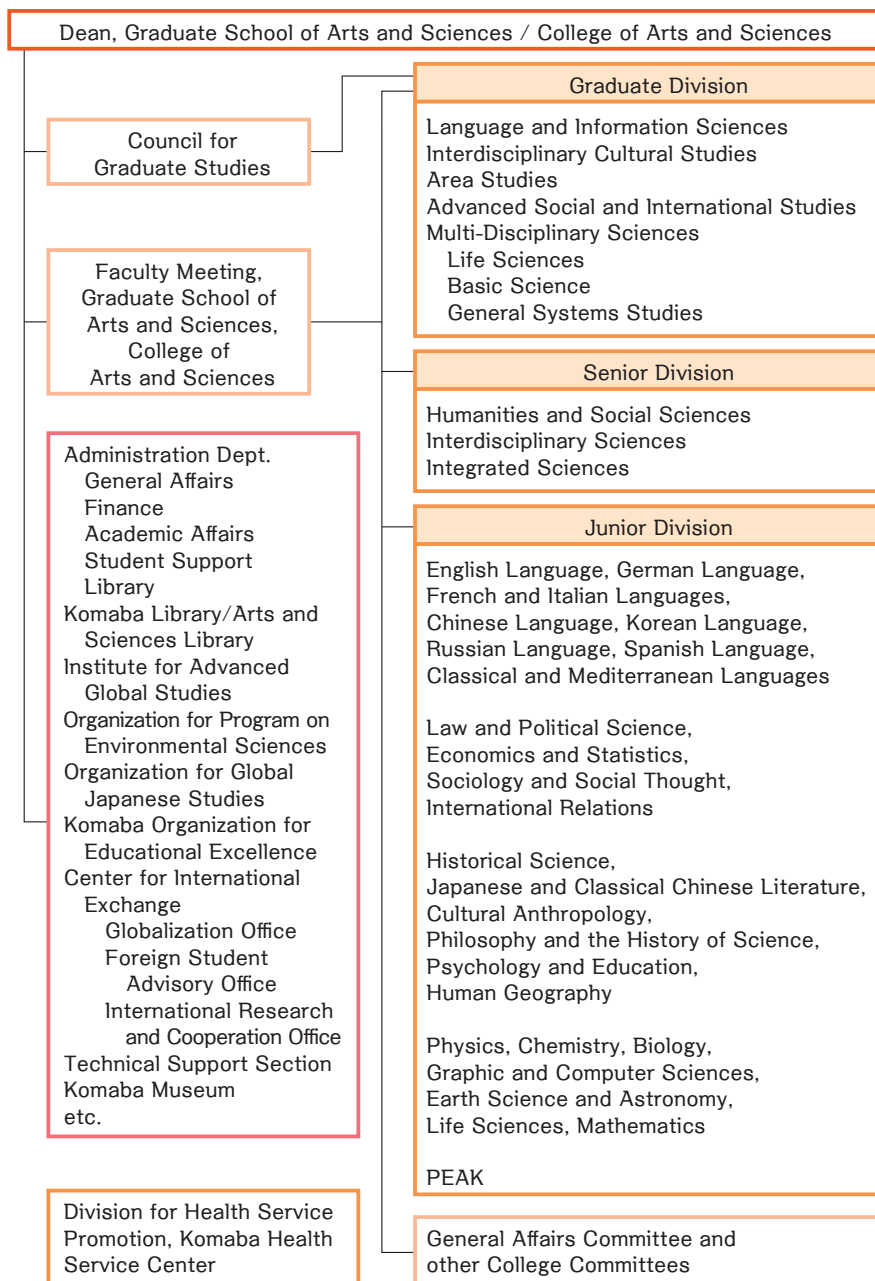 Dean, Graduate School of Arts and Sciences / College of Arts and Sciences
Council for
Graduate Studies
Faculty Meeting,
Graduate School of
Arts and Sciences,
College of
Arts and Sciences
Administration Dept.
General Affairs
Finance
Academic Affairs
Student Support
Library
Komaba Library/Arts and
Sciences Library
Institute for Advanced
Global Studies
Organization for Program on
Environmental Sciences
Organization for Global
Japanese Studies
Komaba Organization for
Educational Excellence
Center for International
Exchange
Globalization Office
Foreign Student
Advisory Office
International Research
and Cooperation Office
Technical Support Section
Komaba Museum
etc.
Division for Health Service
Promotion, Komaba Health
Service Center
Graduate Division
Language and Information Sciences
Interdisciplinary Cultural Studies
Area Studies
Advanced Social and International Studies
Multi-Disciplinary Sciences
Life Sciences
Basic Science
General Systems Studies
Senior Division
Humanities and Social Sciences
Interdisciplinary Sciences
Integrated Sciences
Junior Division
English Language, German Language,
French and Italian Languages,
Chinese Language, Korean Language,
Russian Language, Spanish Language,
Classical and Mediterranean Languages
Law and Political Science,
Economics and Statistics,
Sociology and Social Thought,
International Relations
Historical Science,
Japanese and Classical Chinese Literature,
Cultural Anthropology,
Philosophy and the History of Science,
Psychology and Education,
Human Geography
Physics, Chemistry, Biology,
Graphic and Computer Sciences,
Earth Science and Astronomy,
Life Sciences, Mathematics
PEAK
General Affairs Committee and
other College Committees